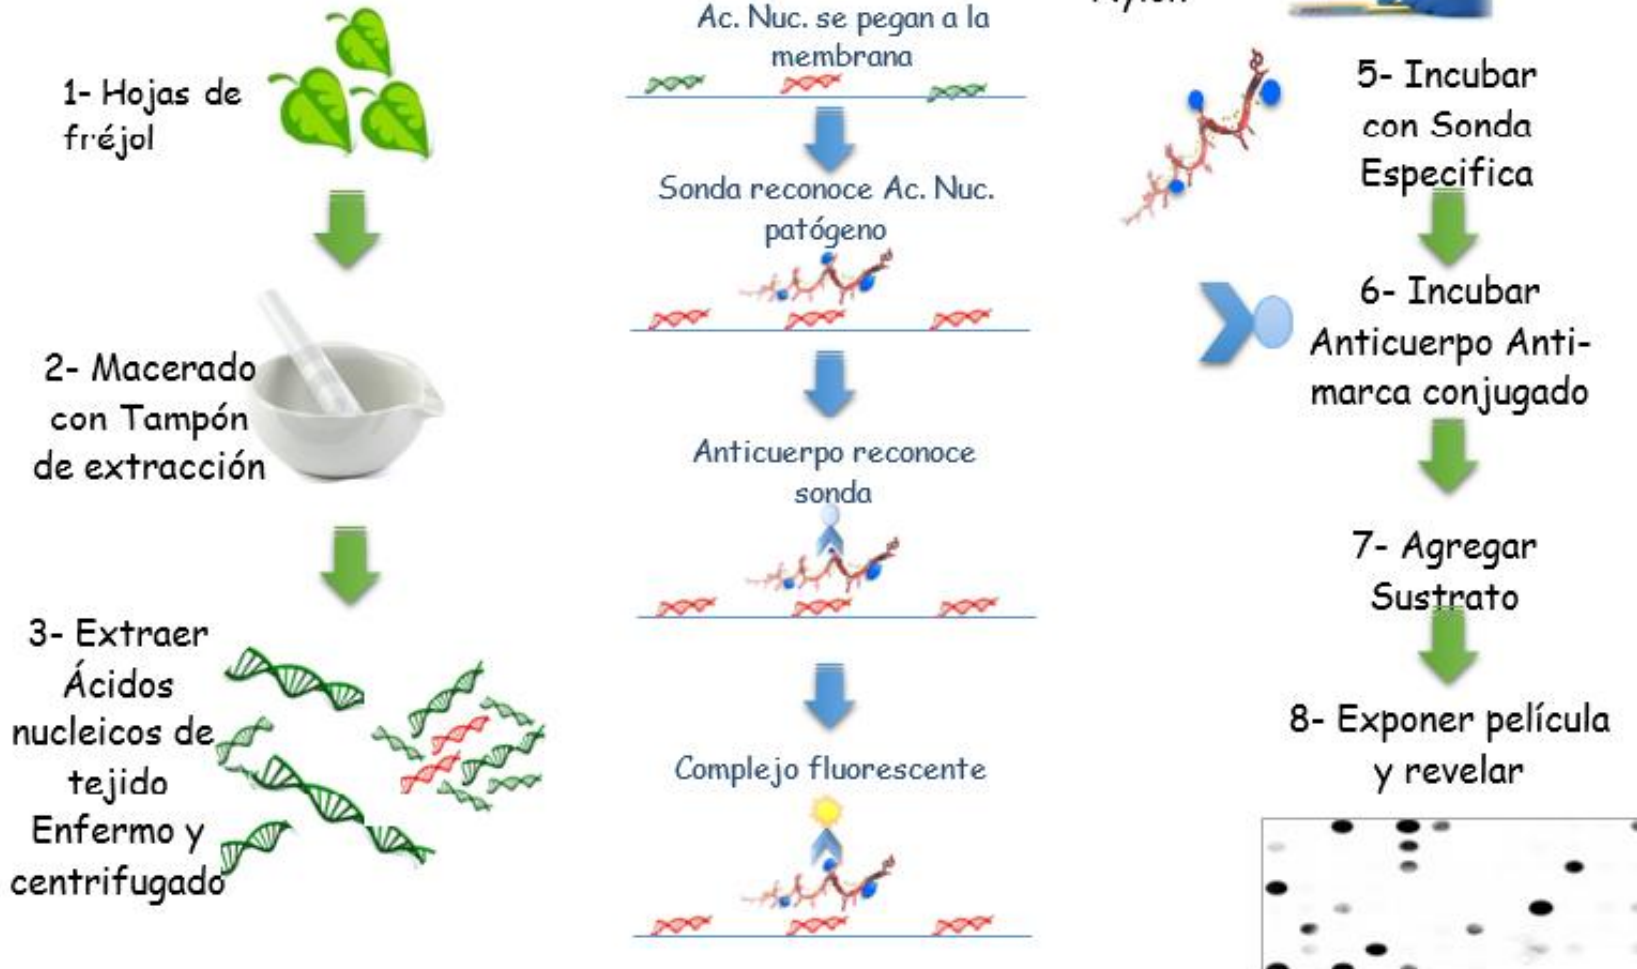 1- Hojas de
fréjol
2- Macerado
con Tampón
de extracción
3- Extraer
Ácidos
nucleicos de
tejido
Enfermo y
centrifugado
Ac. Nuc. se pegan a la
membrana
Sonda reconoce Ac. Nuc.
patógeno
Anticuerpo reconoce
sonda
Complejo fluorescente
5- Incubar
con Sonda
Especifica
6- Incubar
Anticuerpo Anti-
marca conjugado
7- Agregar
Sustrato
8- Exponer película
y revelar